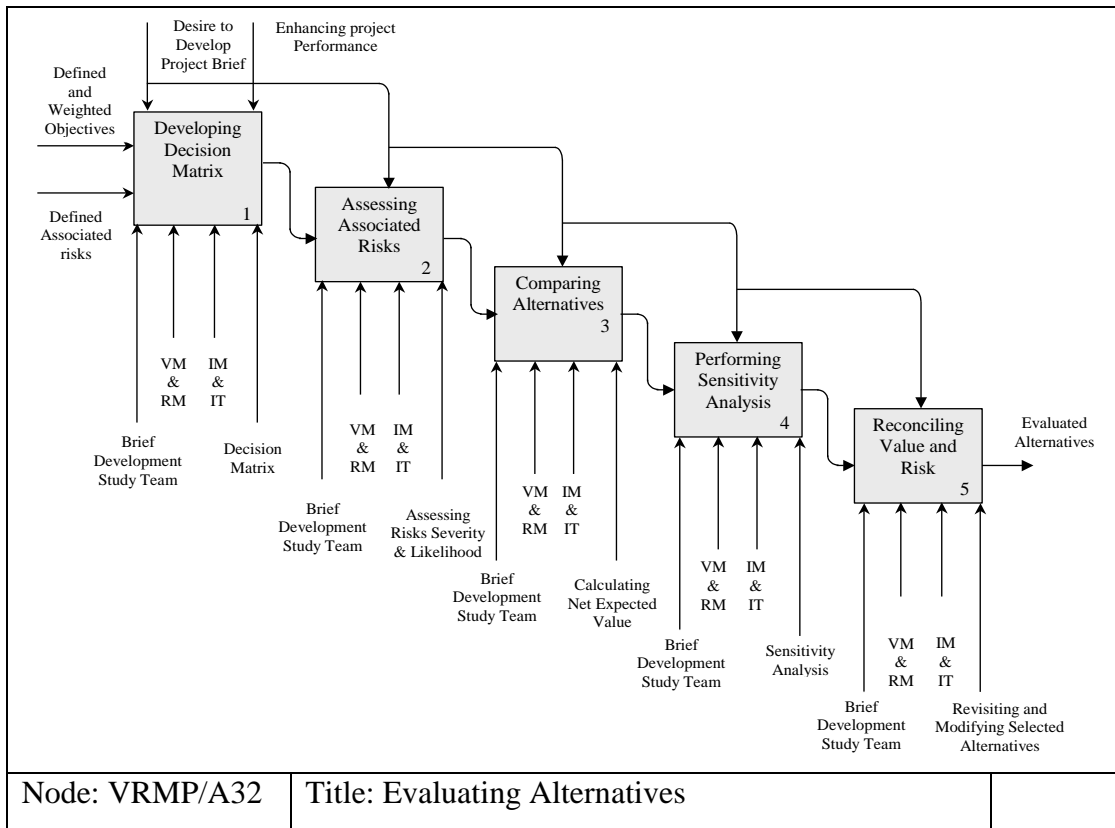 Desire to
Develop
Project Brief
Enhancing project
Performance
Defined
and
Weighted
Objectives
Defined
Associated
risks
Developing
Decision
Matrix
1
VM
&
RM
IM
&
IT
Brief
Development
Study Team
Decision
Matrix
Assessing
Associated
Risks
2
VM
&
RM
IM
&
IT
Brief
Development
Study Team
Assessing
Risks Severity
& Likelihood
Comparing
Alternatives
3
VM
&
RM
IM
&
IT
Brief
Development
Study Team
Calculating
Net Expected
Value
Performing
Sensitivity
Analysis
4
VM
&
RM
IM
&
IT
Brief
Development
Study Team
Sensitivity
Analysis
Reconciling
Value and
Risk
5
Evaluated
Alternatives
VM
&
RM
IM
&
IT
Brief
Development
Study Team
Revisiting and
Modifying Selected
Alternatives
Node: VRMP/A32
Title: Evaluating Alternatives